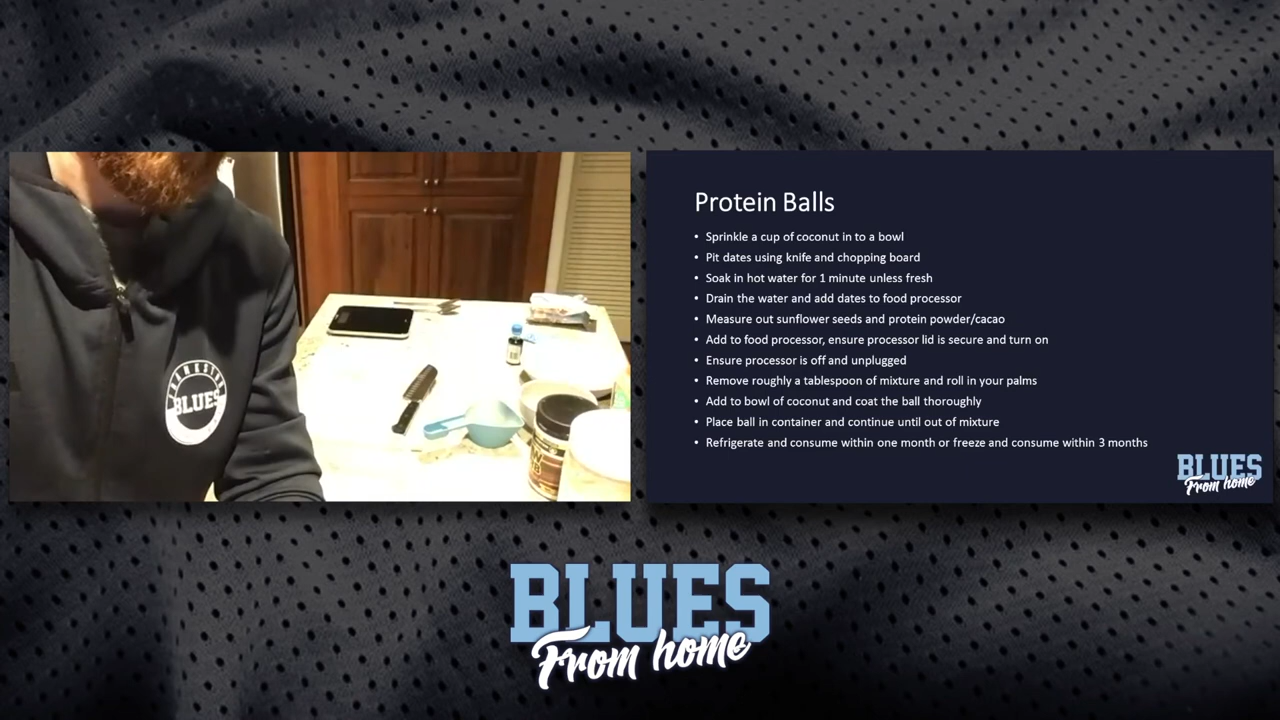 PARKSTON
BLUES
Protein Balls
• Sprinkle a cup of coconut in to a bowl
• Pit dates using knife and chopping board
• Soak in hot water for 1 minute unless fresh
• Drain the water and add dates to food processor
• Measure out sunflower seeds and protein powder/cacao
• Add to food processor, ensure processor lid is secure and turn on
• Ensure processor is off and unplugged
• Remove roughly a tablespoon of mixture and roll in your palms
• Add to bowl of coconut and coat the ball thoroughly
• Place ball in container and continue until out of mixture
• Refrigerate and consume within one month or freeze and consume within 3 months
BLUES
From home
BLUES
From home